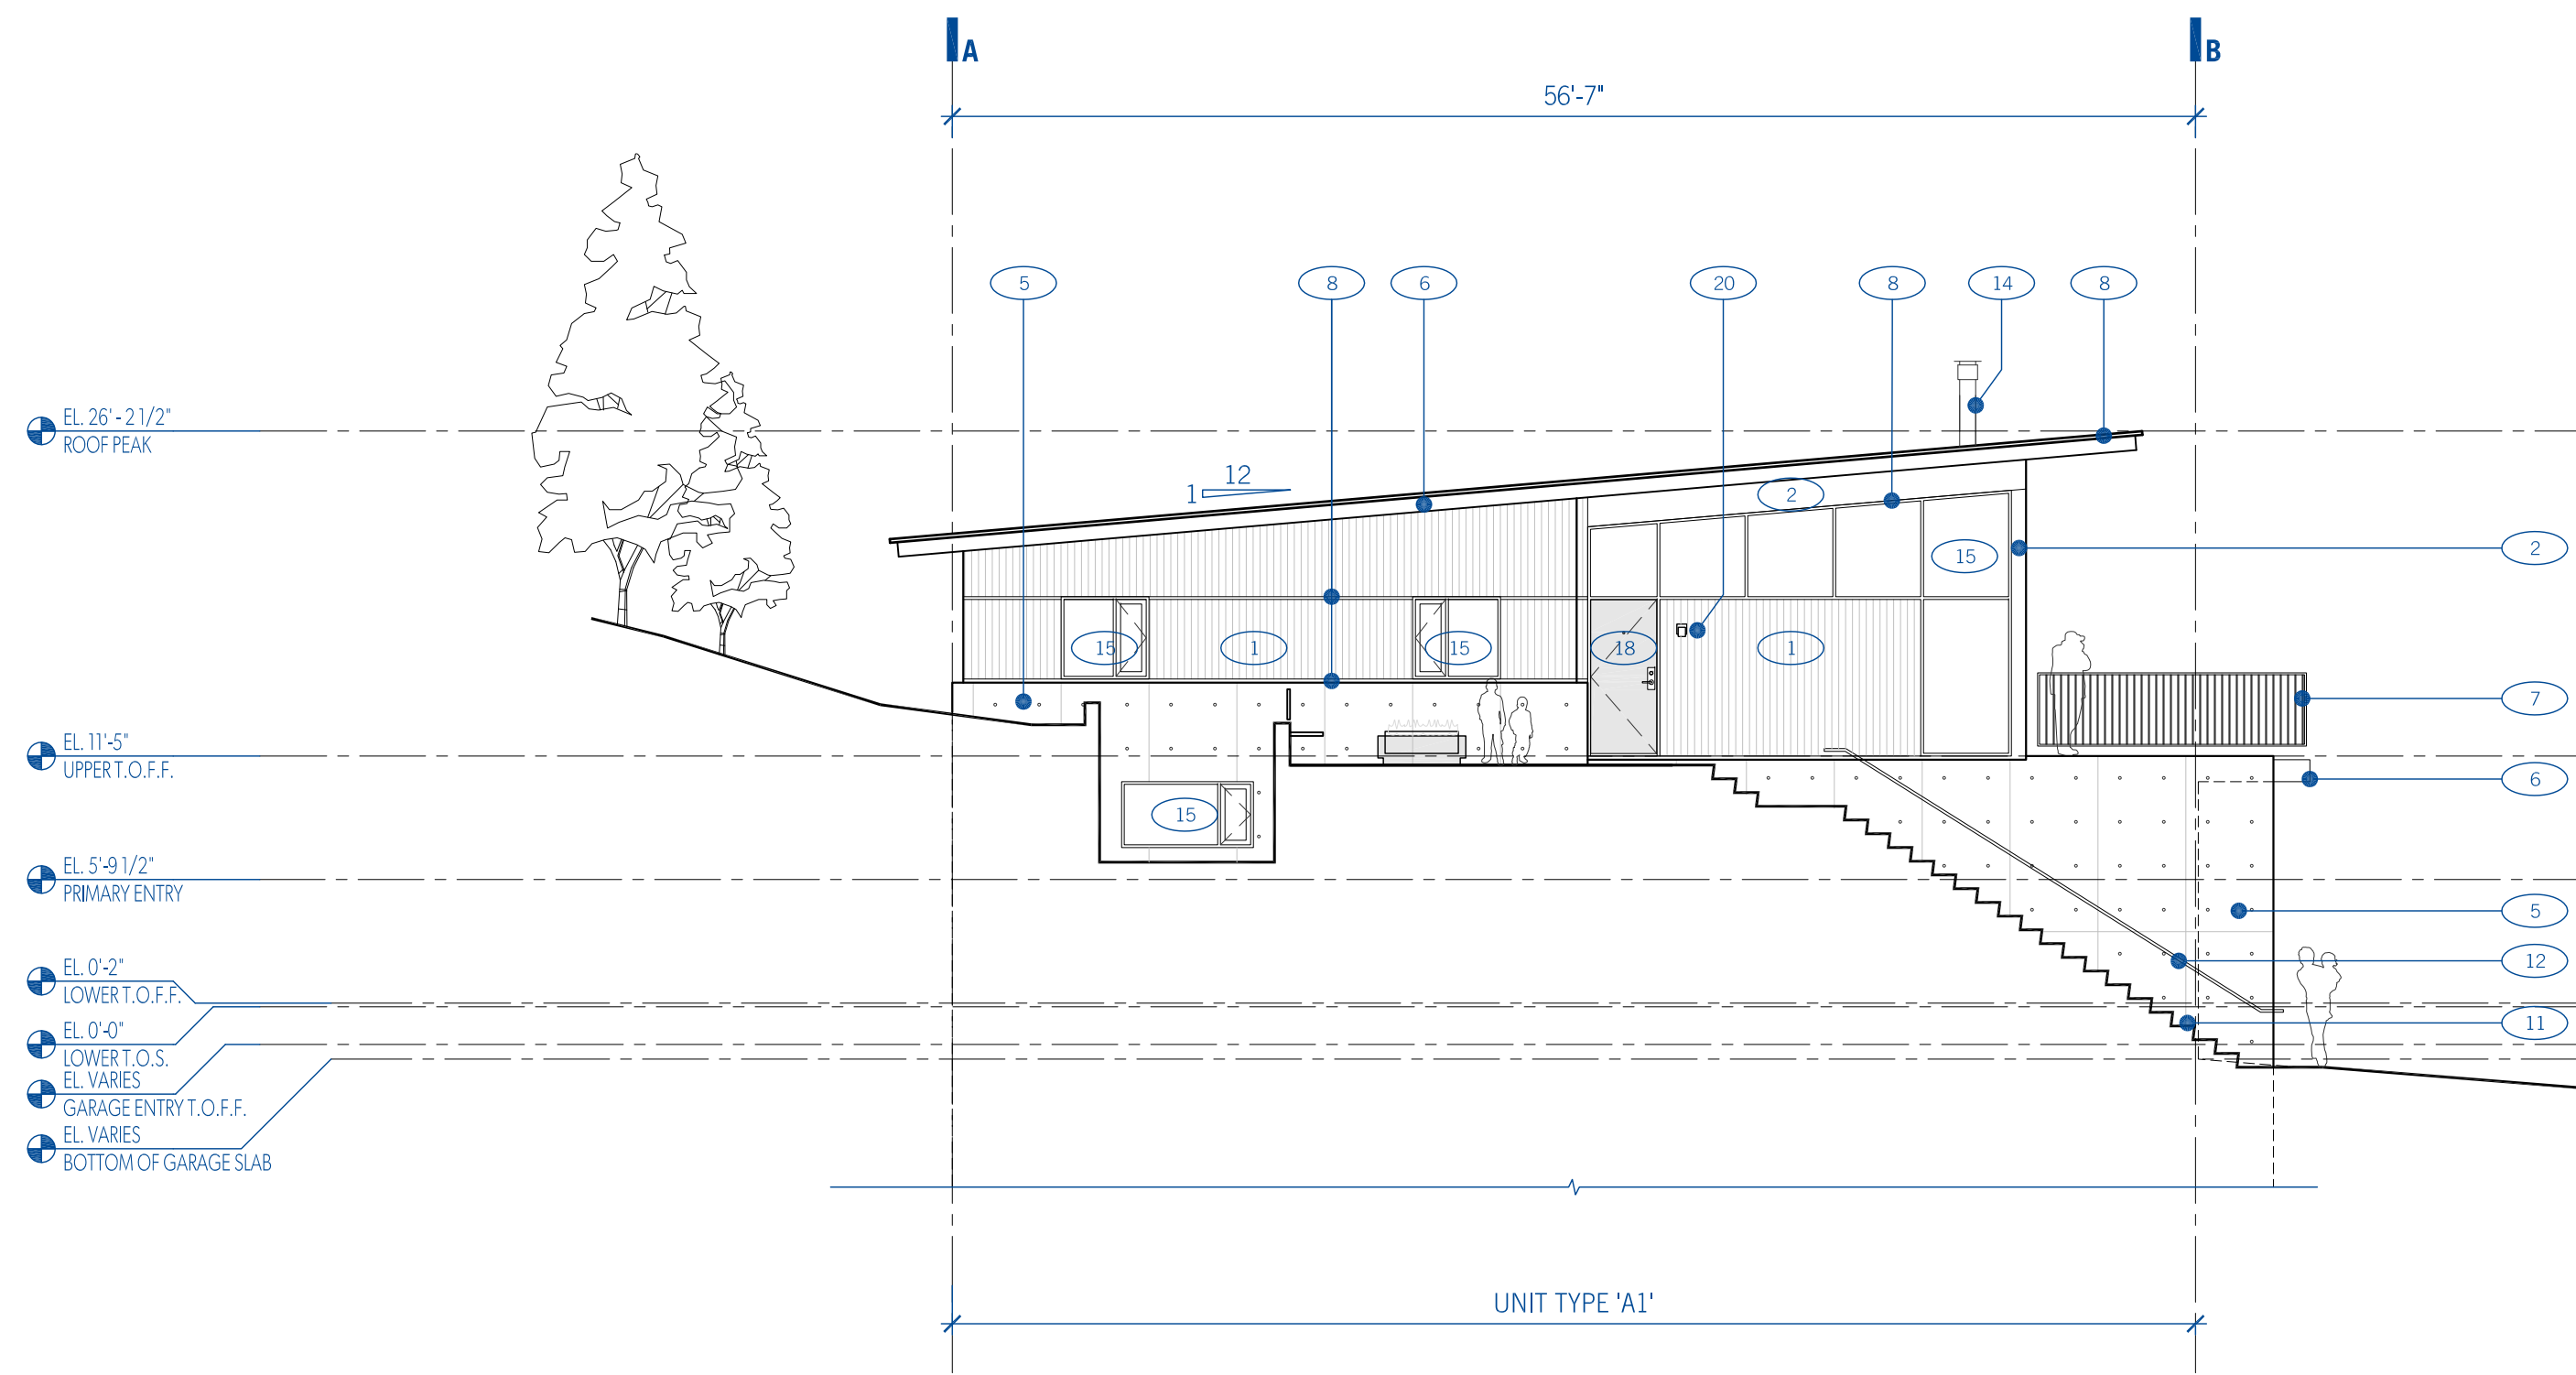 A
B
56'-7"
5
8
6
20
8
14
8
EL. 26' - 2 1/2"
ROOF PEAK
12
1
2
15
2
15
1
15
18
1
7
EL. 11'-5"
UPPER T.O.F.F.
6
15
EL. 5'-9 1/2"
PRIMARY ENTRY
5
EL. 0'-2"
LOWER T.O.F.F.
12
EL. 0'-0"
LOWER T.O.S.
11
EL. VARIES
GARAGE ENTRY T.O.F.F.
EL. VARIES
BOTTOM OF GARAGE SLAB
UNIT TYPE 'A1'